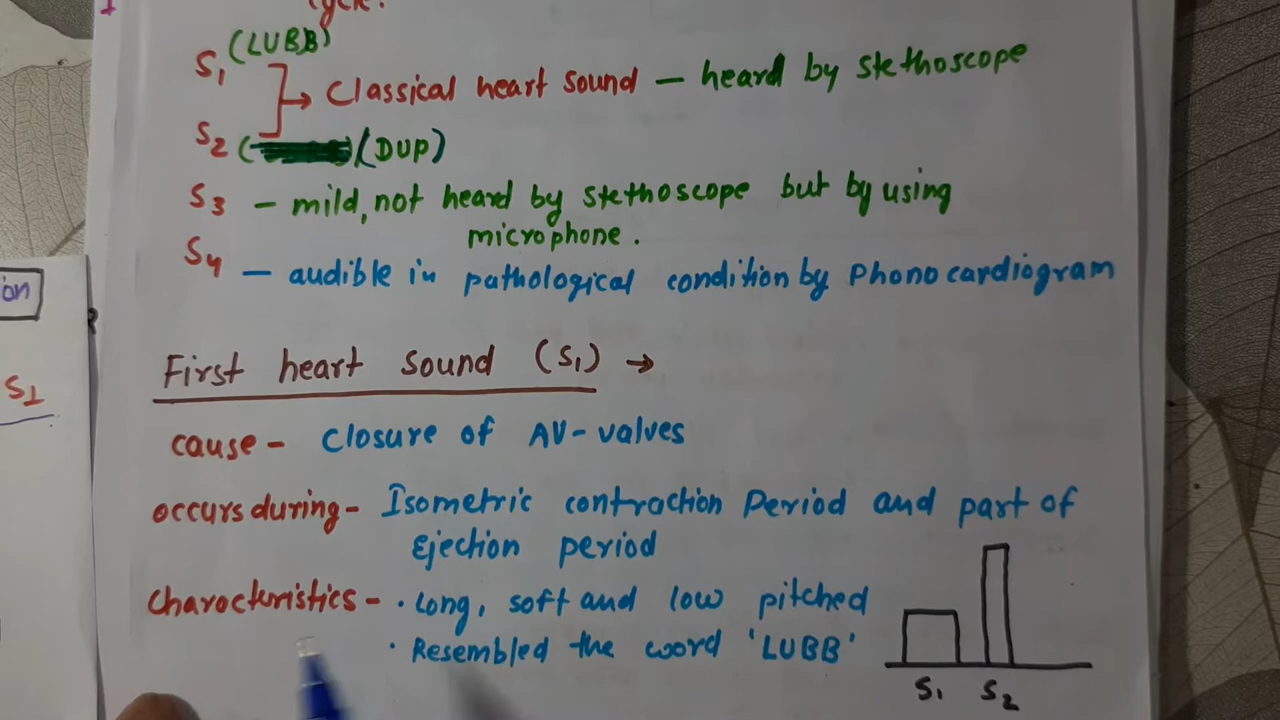 cycle.
S1 (LUBB)
Classical heart sound — heard by stethoscope
S2 (DUP)
S3 - mild, not heard by stethoscope but by using
microphone.
S4 — audible in pathological condition by Phonocardiogram
ion
S1
First heart sound (S1) →
cause - closure of AV-valves
occurs during - Isometric contraction Period and part of
Ejection period
Charocteristics - · Long, soft and low pitched
· Resembled the word 'LUBB'
S1 S2